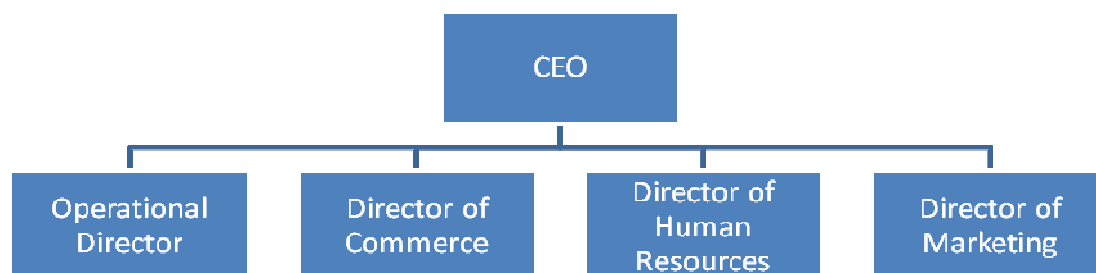 CEO
Operational
Director
Director of
Commerce
Director of
Human
Resources
Director of
Marketing